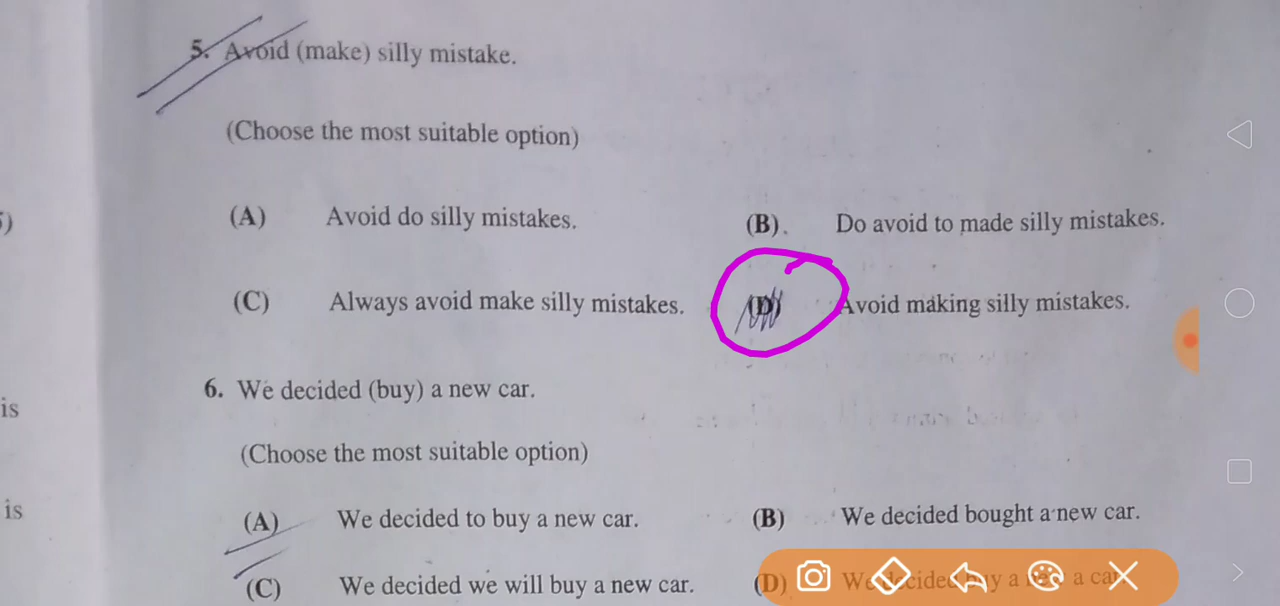 5. Avoid (make) silly mistake.
(Choose the most suitable option)
5)
(A) Avoid do silly mistakes.
(B). Do avoid to made silly mistakes.
(C) Always avoid make silly mistakes.
(D) Avoid making silly mistakes.
6. We decided (buy) a new car.
is
(Choose the most suitable option)
is
(A) We decided to buy a new car.
(B) We decided bought a new car.
(C) We decided we will buy a new car.
(D) We a